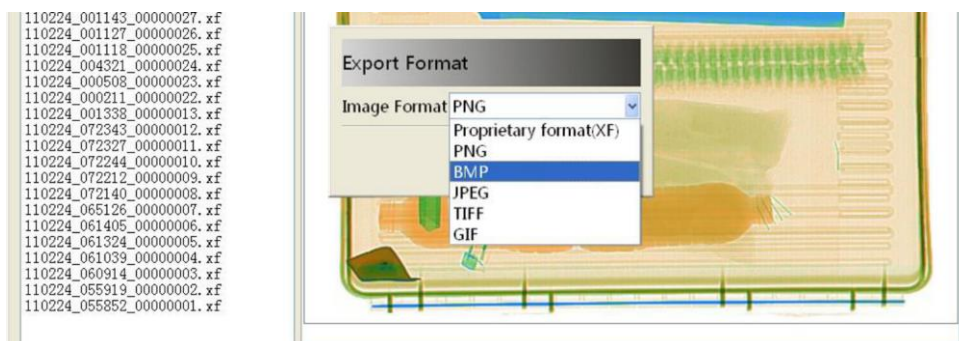 110224_001143_00000027.xf
110224_001127_00000026.xf
110224_001118_00000025.xf
110224_004321_00000024.xf
110224_000508_00000023.xf
110224_000211_00000022.xf
110224_001338_00000013.xf
110224_072343_00000012.xf
110224_072327_00000011.xf
110224_072244_00000010.xf
110224_072212_00000009.xf
110224_072140_00000008.xf
110224_065126_00000007.xf
110224_061405_00000006.xf
110224_061324_00000005.xf
110224_061039_00000004.xf
110224_060914_00000003.xf
110224_055919_00000002.xf
110224_055852_00000001.xf
Export Format
Image Format PNG
Proprietary format(XF)
PNG
BMP
JPEG
TIFF
GIF